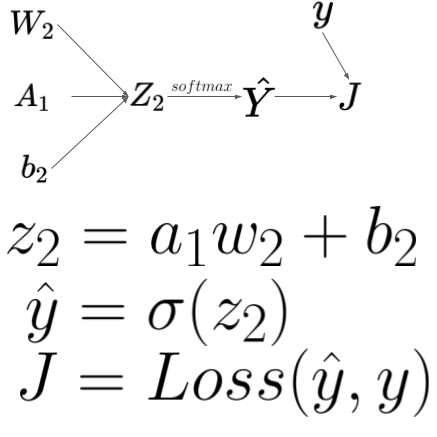 W₂
y
A₁
Z₂
softmax
Ŷ
J
b₂
z₂ = a₁w₂ + b₂
ŷ = σ(z₂)
J = Loss(ŷ, y)